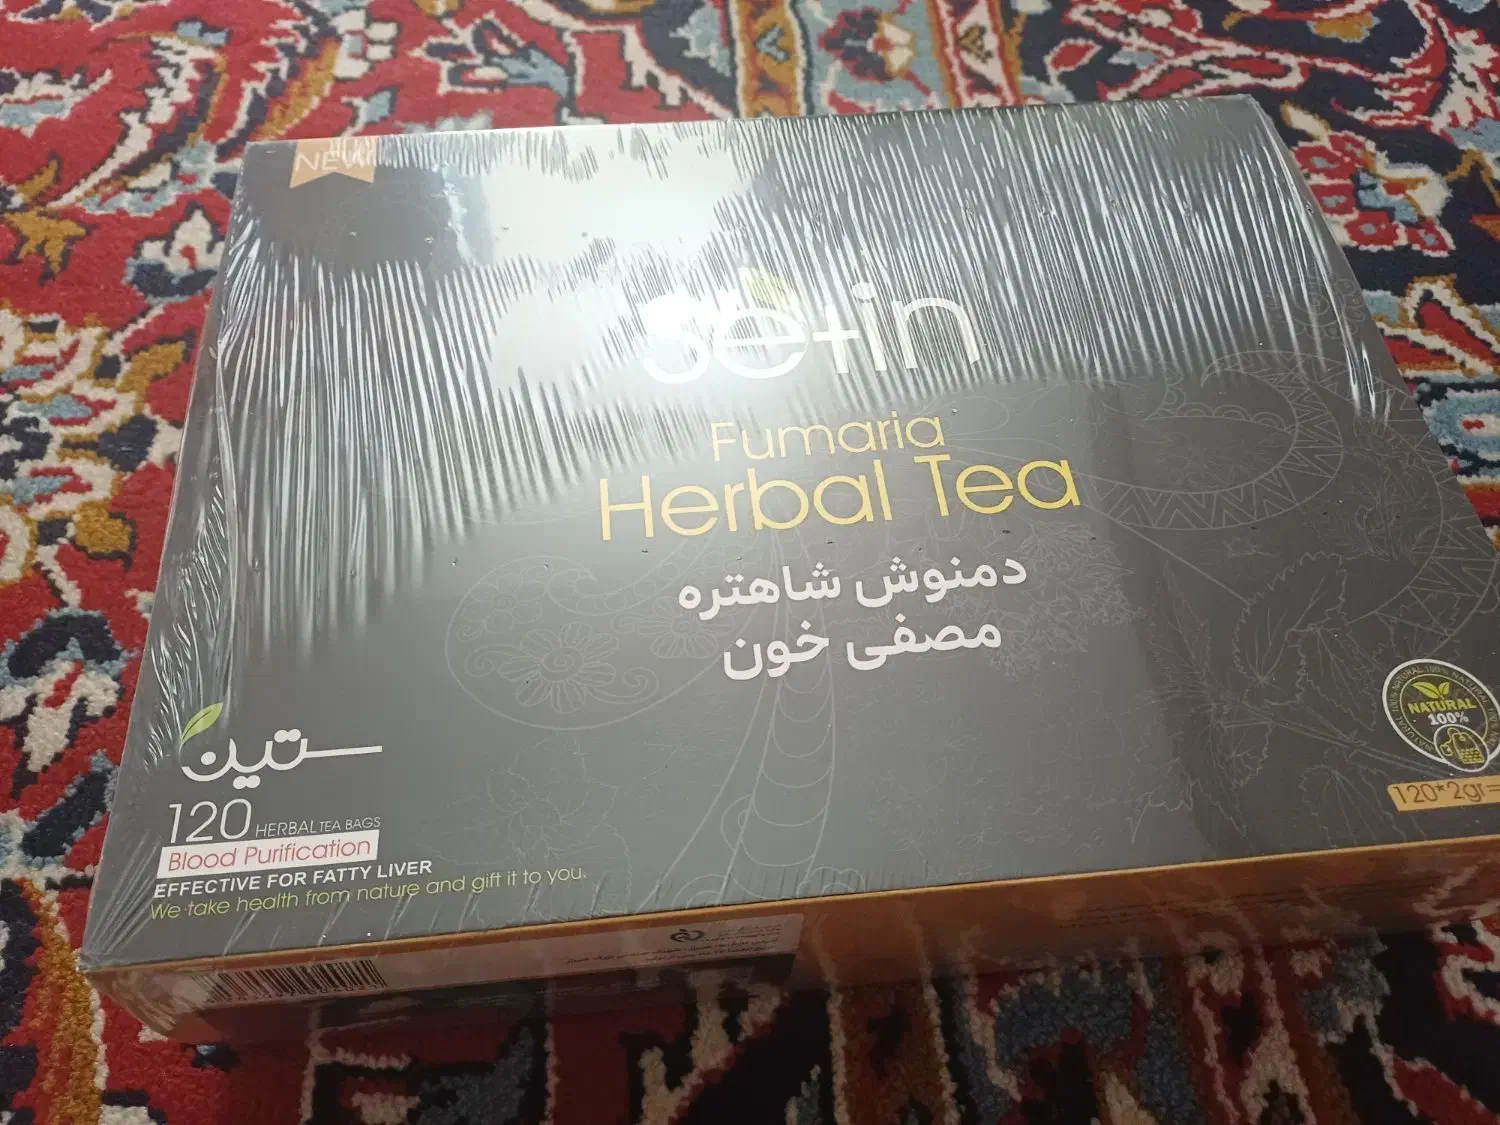 NEW
Setin
Fumaria
Herbal Tea
دمنوش شاهتره
مصفی خون
ستین
120 HERBAL TEA BAGS
Blood Purification
EFFECTIVE FOR FATTY LIVER
We take health from nature and gift it to you.
NATURAL
100%
120*2gr=